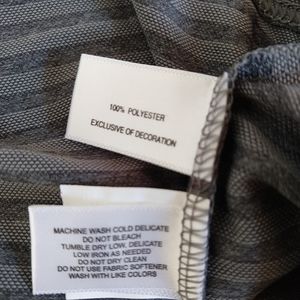 100% POLYESTER
EXCLUSIVE OF DECORATION
MACHINE WASH COLD DELICATE
DO NOT BLEACH
TUMBLE DRY LOW, DELICATE
LOW IRON AS NEEDED
DO NOT DRY CLEAN
DO NOT USE FABRIC SOFTENER
WASH WITH LIKE COLORS